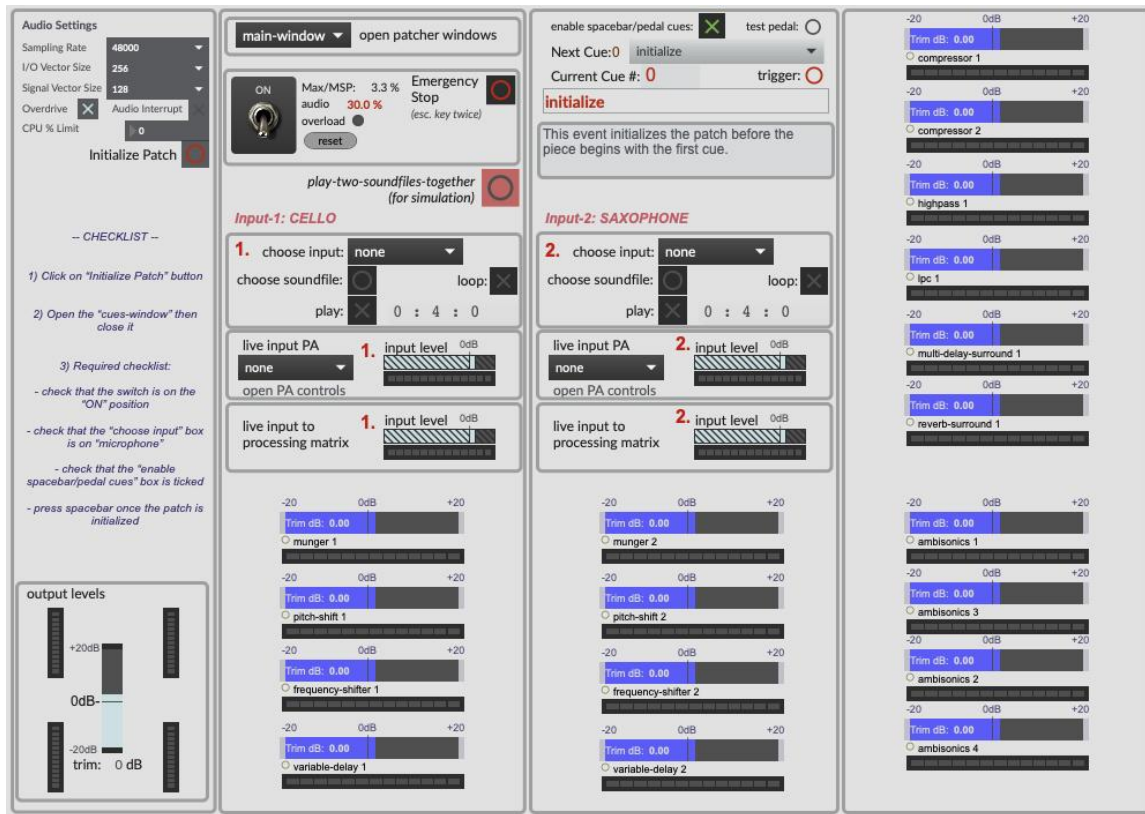 Audio Settings
Sampling Rate 48000
I/O Vector Size 256
Signal Vector Size 128
Overdrive Audio Interrupt
CPU % Limit 0
Initialize Patch
-- CHECKLIST --
1) Click on "Initialize Patch" button
2) Open the "cues-window" then
close it
3) Required checklist:
- check that the switch is on the
"ON" position
- check that the "choose input" box
is on "microphone"
- check that the "enable
spacebar/pedal cues" box is ticked
- press spacebar once the patch is
initialized
output levels
+20dB
0dB-
-20dB
trim: 0 dB
main-window open patcher windows
ON
Max/MSP: 3.3 %
audio 30.0 %
overload
reset
Emergency
Stop
(esc. key twice)
play-two-soundfiles-together
(for simulation)
Input-1: CELLO
1. choose input: none
choose soundfile: loop:
play: 0 : 4 : 0
live input PA
none
open PA controls
1. input level 0dB
live input to
processing matrix
1. input level 0dB
-20 0dB +20
Trim dB: 0.00
munger 1
-20 0dB +20
Trim dB: 0.00
pitch-shift 1
-20 0dB +20
Trim dB: 0.00
frequency-shifter 1
-20 0dB +20
Trim dB: 0.00
variable-delay 1
enable spacebar/pedal cues: test pedal:
Next Cue:0 initialize
Current Cue #: 0 trigger:
initialize
This event initializes the patch before the
piece begins with the first cue.
Input-2: SAXOPHONE
2. choose input: none
choose soundfile: loop:
play: 0 : 4 : 0
live input PA
none
open PA controls
2. input level 0dB
live input to
processing matrix
2. input level 0dB
-20 0dB +20
Trim dB: 0.00
munger 2
-20 0dB +20
Trim dB: 0.00
pitch-shift 2
-20 0dB +20
Trim dB: 0.00
frequency-shifter 2
-20 0dB +20
Trim dB: 0.00
variable-delay 2
-20 0dB +20
Trim dB: 0.00
compressor 1
-20 0dB +20
Trim dB: 0.00
compressor 2
-20 0dB +20
Trim dB: 0.00
highpass 1
-20 0dB +20
Trim dB: 0.00
lpc 1
-20 0dB +20
Trim dB: 0.00
multi-delay-surround 1
-20 0dB +20
Trim dB: 0.00
reverb-surround 1
-20 0dB +20
Trim dB: 0.00
ambisonics 1
-20 0dB +20
Trim dB: 0.00
ambisonics 3
-20 0dB +20
Trim dB: 0.00
ambisonics 2
-20 0dB +20
Trim dB: 0.00
ambisonics 4